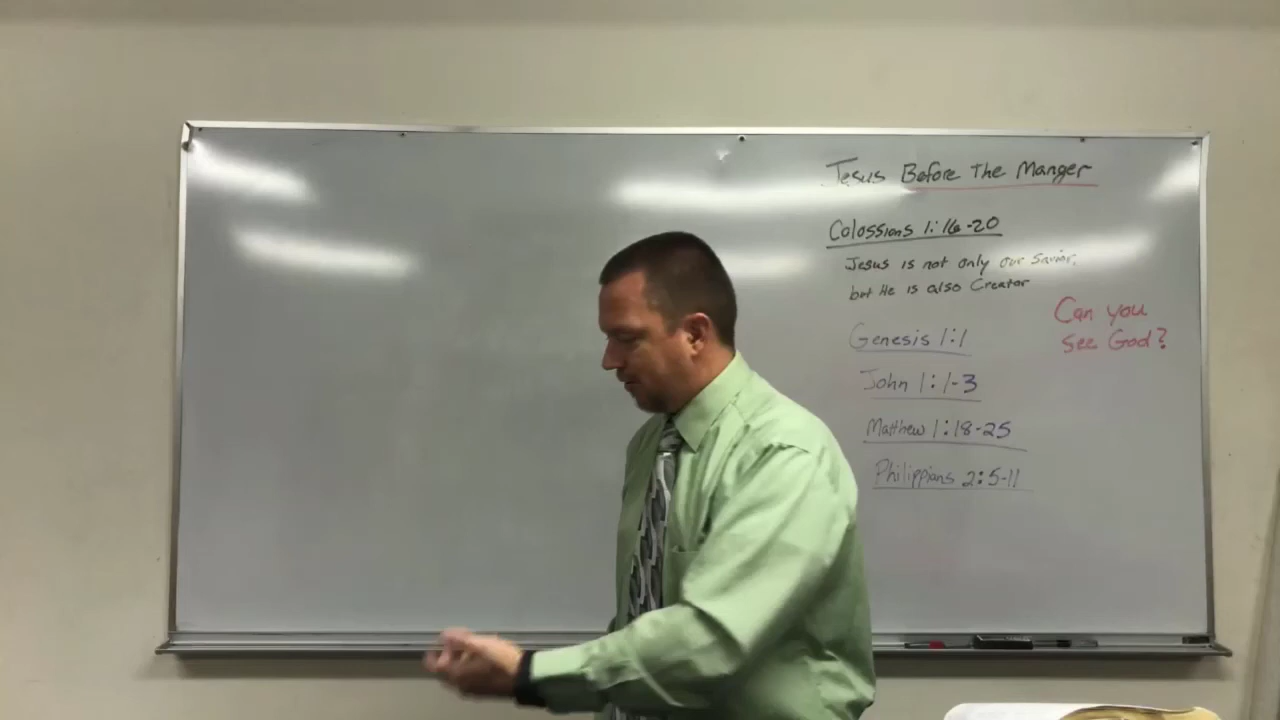 Jesus Before The Manger
Colossians 1:16-20
Jesus is not only our Savior,
but He is also Creator
Can you
see God?
Genesis 1:1
John 1:1-3
Matthew 1:18-25
Philippians 2:5-11